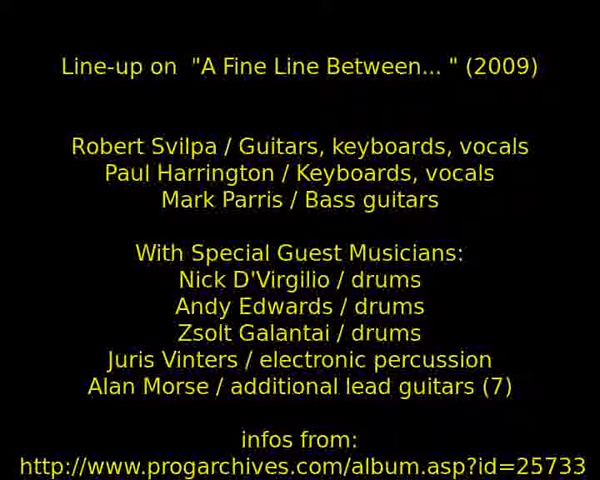 Line-up on "A Fine Line Between... " (2009)
Robert Svilpa / Guitars, keyboards, vocals
Paul Harrington / Keyboards, vocals
Mark Parris / Bass guitars
With Special Guest Musicians:
Nick D'Virgilio / drums
Andy Edwards / drums
Zsolt Galantai / drums
Juris Vinters / electronic percussion
Alan Morse / additional lead guitars (7)
infos from:
http://www.progarchives.com/album.asp?id=25733